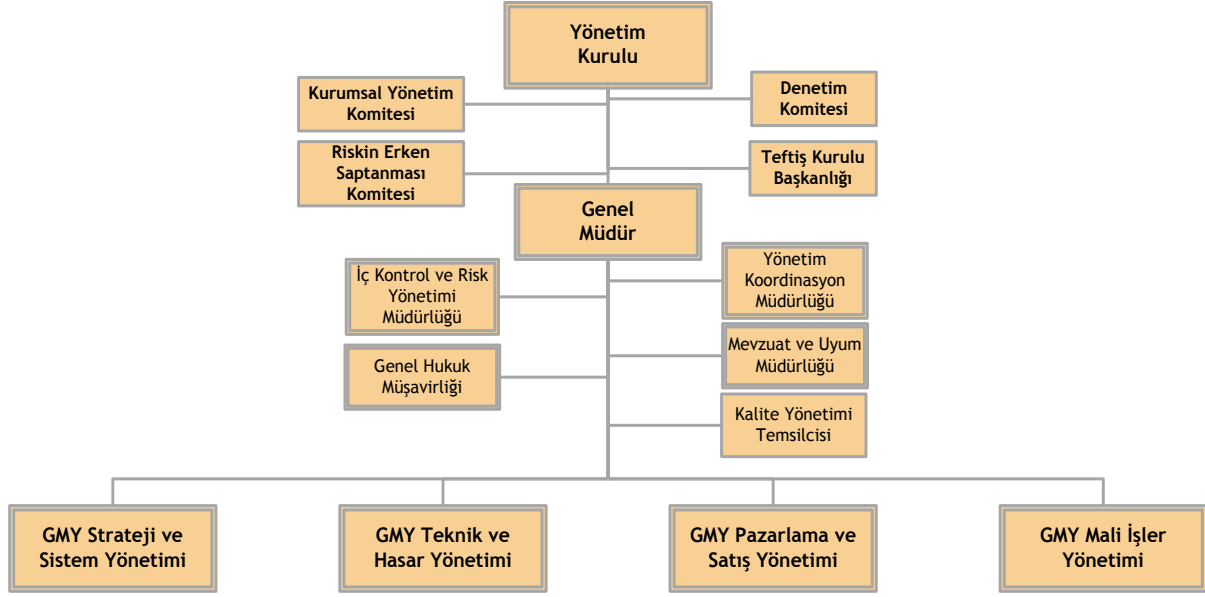 Yönetim
Kurulu
Kurumsal Yönetim
Komitesi
Denetim
Komitesi
Riskin Erken
Saptanması
Komitesi
Teftiş Kurulu
Başkanlığı
Genel
Müdür
İç Kontrol ve Risk
Yönetimi
Müdürlüğü
Yönetim
Koordinasyon
Müdürlüğü
Genel Hukuk
Müşavirliği
Mevzuat ve Uyum
Müdürlüğü
Kalite Yönetimi
Temsilcisi
GMY Strateji ve
Sistem Yönetimi
GMY Teknik ve
Hasar Yönetimi
GMY Pazarlama ve
Satış Yönetimi
GMY Mali İşler
Yönetimi